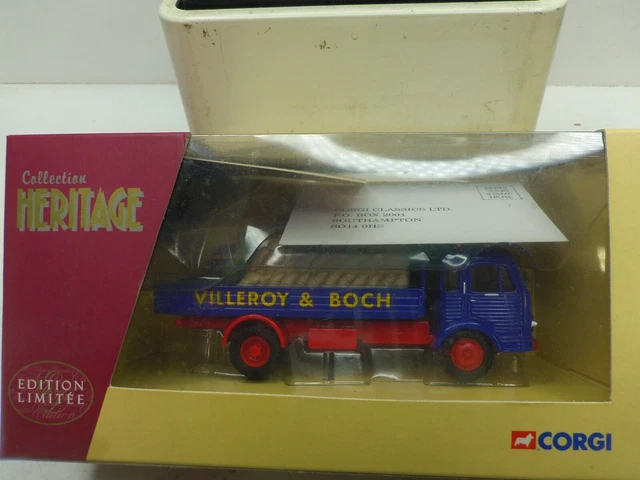 Collection
HERITAGE
CORGI CLASSICS LTD.
P.O. BOX 2001
SOUTHAMPTON
VILLEROY & BOCH
EDITION
LIMITÉE
CORGI